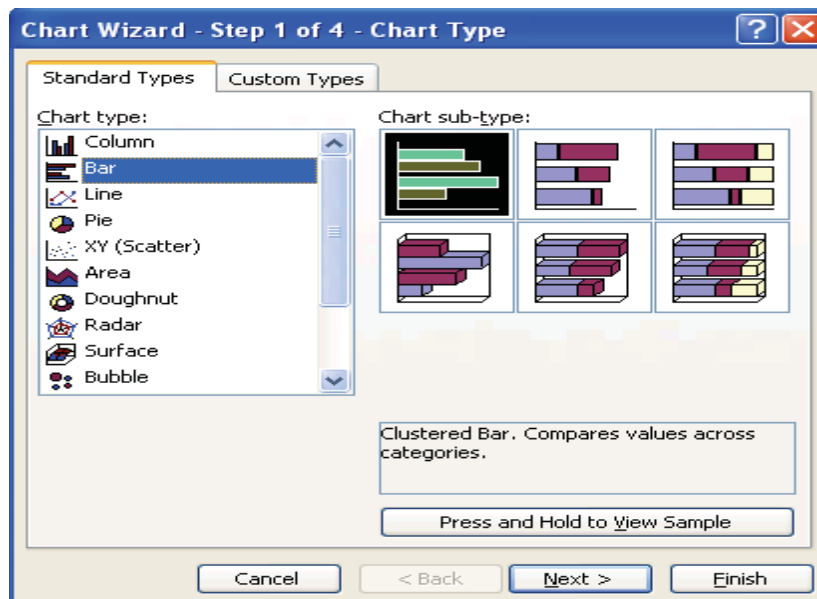 Chart Wizard - Step 1 of 4 - Chart Type
Standard Types
Custom Types
Chart type:
Column
Bar
Line
Pie
XY (Scatter)
Area
Doughnut
Radar
Surface
Bubble
Chart sub-type:
Clustered Bar. Compares values across
categories.
Press and Hold to View Sample
Cancel
< Back
Next >
Finish